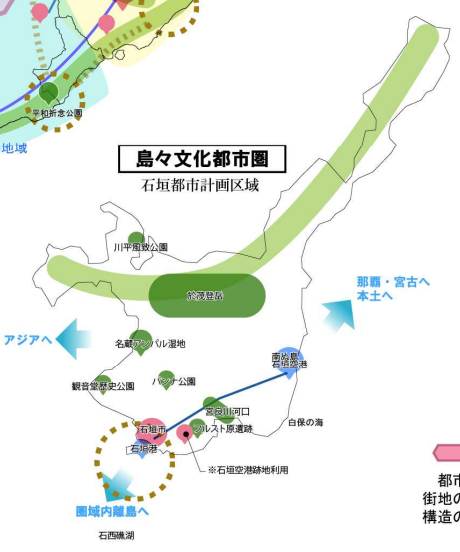 平和祈念公園
地域
島々文化都市圏
石垣都市計画区域
川平風致公園
於茂登岳
那覇・宮古へ
本土へ
アジアへ
名蔵アンパル湿地
南ぬ島
石垣空港
観音堂歴史公園
バンナ公園
宮良川河口
石垣市
フルスト原遺跡
白保の海
石垣港
※石垣空港跡地利用
圏域内離島へ
石西礁湖
都市
街地の
構造の